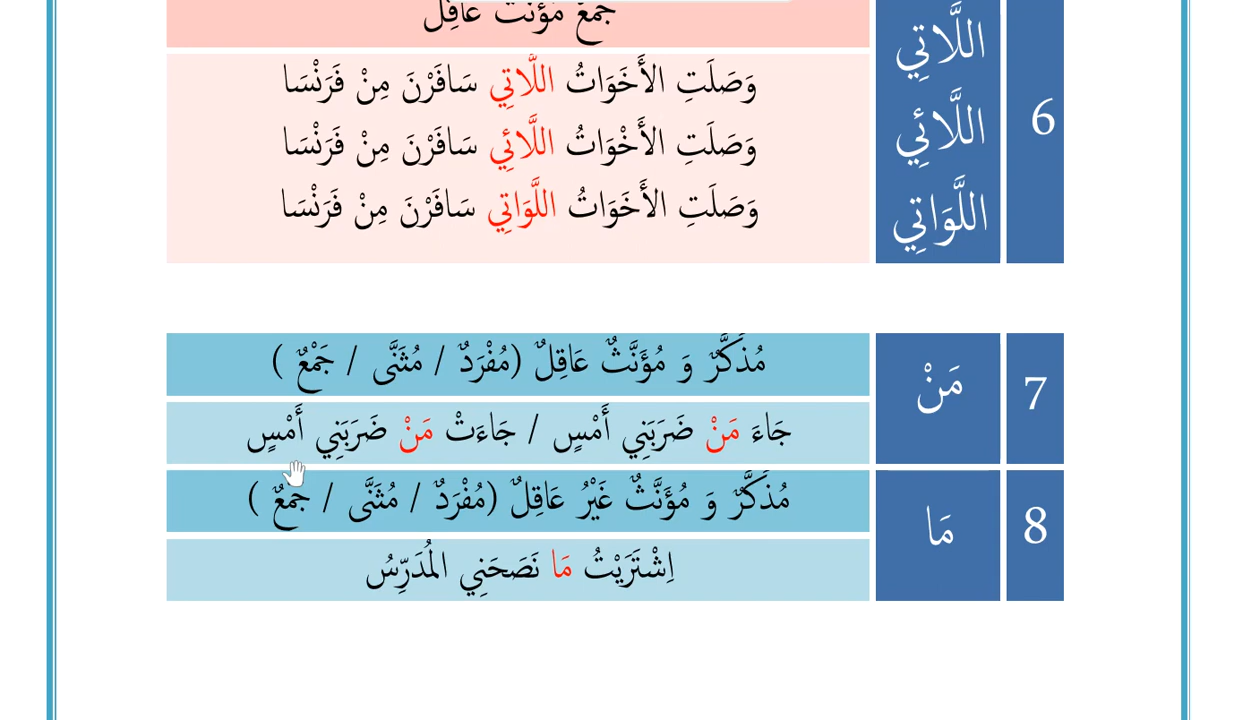 جَمْعٌ مُؤَنَّثٌ عَاقِلٌ
6
اللَّاتِي
اللَّائِي
اللَّوَاتِي
وَصَلَتِ الأَخَوَاتُ اللَّاتِي سَافَرْنَ مِنْ فَرَنْسَا
وَصَلَتِ الأَخْوَاتُ اللَّائِي سَافَرْنَ مِنْ فَرَنْسَا
وَصَلَتِ الأَخَوَاتُ اللَّوَاتِي سَافَرْنَ مِنْ فَرَنْسَا
7
مَنْ
مُذَكَّرٌ وَ مُؤَنَّثٌ عَاقِلٌ (مُفْرَدٌ / مُثَنَّى / جَمْعٌ )
جَاءَ مَنْ ضَرَبَنِي أَمْسٍ / جَاءَتْ مَنْ ضَرَبَنِي أَمْسٍ
8
مَا
مُذَكَّرٌ وَ مُؤَنَّثٌ غَيْرُ عَاقِلٌ (مُفْرَدٌ / مُثَنَّى / جَمْعٌ )
اِشْتَرَيْتُ مَا نَصَحَنِي المُدَرِّسُ